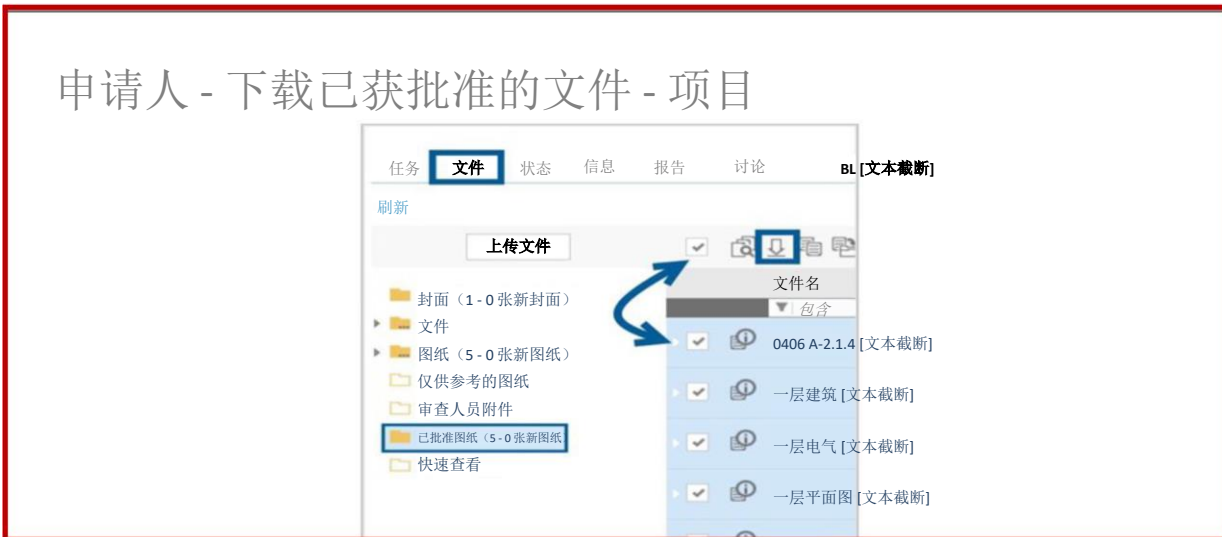 申请人 - 下载已获批准的文件 - 项目
任务 文件 状态 信息 报告 讨论 BL [文本截断]
刷新
上传文件
文件名
包含
封面（1 - 0 张新封面）
文件
图纸（5 - 0 张新图纸）
仅供参考的图纸
审查人员附件
已批准图纸（5 - 0 张新图纸
快速查看
0406 A-2.1.4 [文本截断]
一层建筑 [文本截断]
一层电气 [文本截断]
一层平面图 [文本截断]